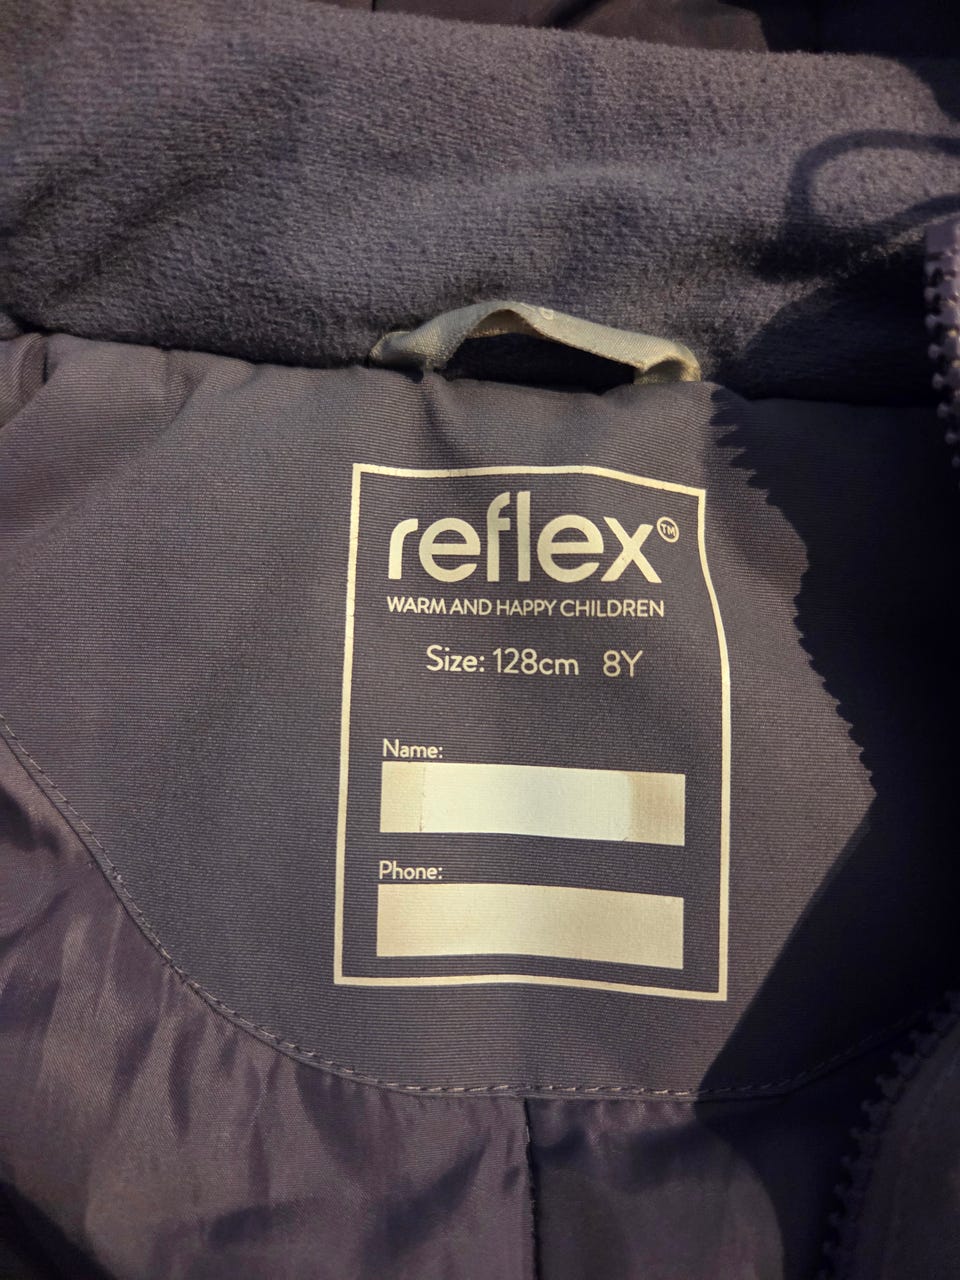 reflex™
WARM AND HAPPY CHILDREN
Size: 128cm 8Y
Name:
Phone: